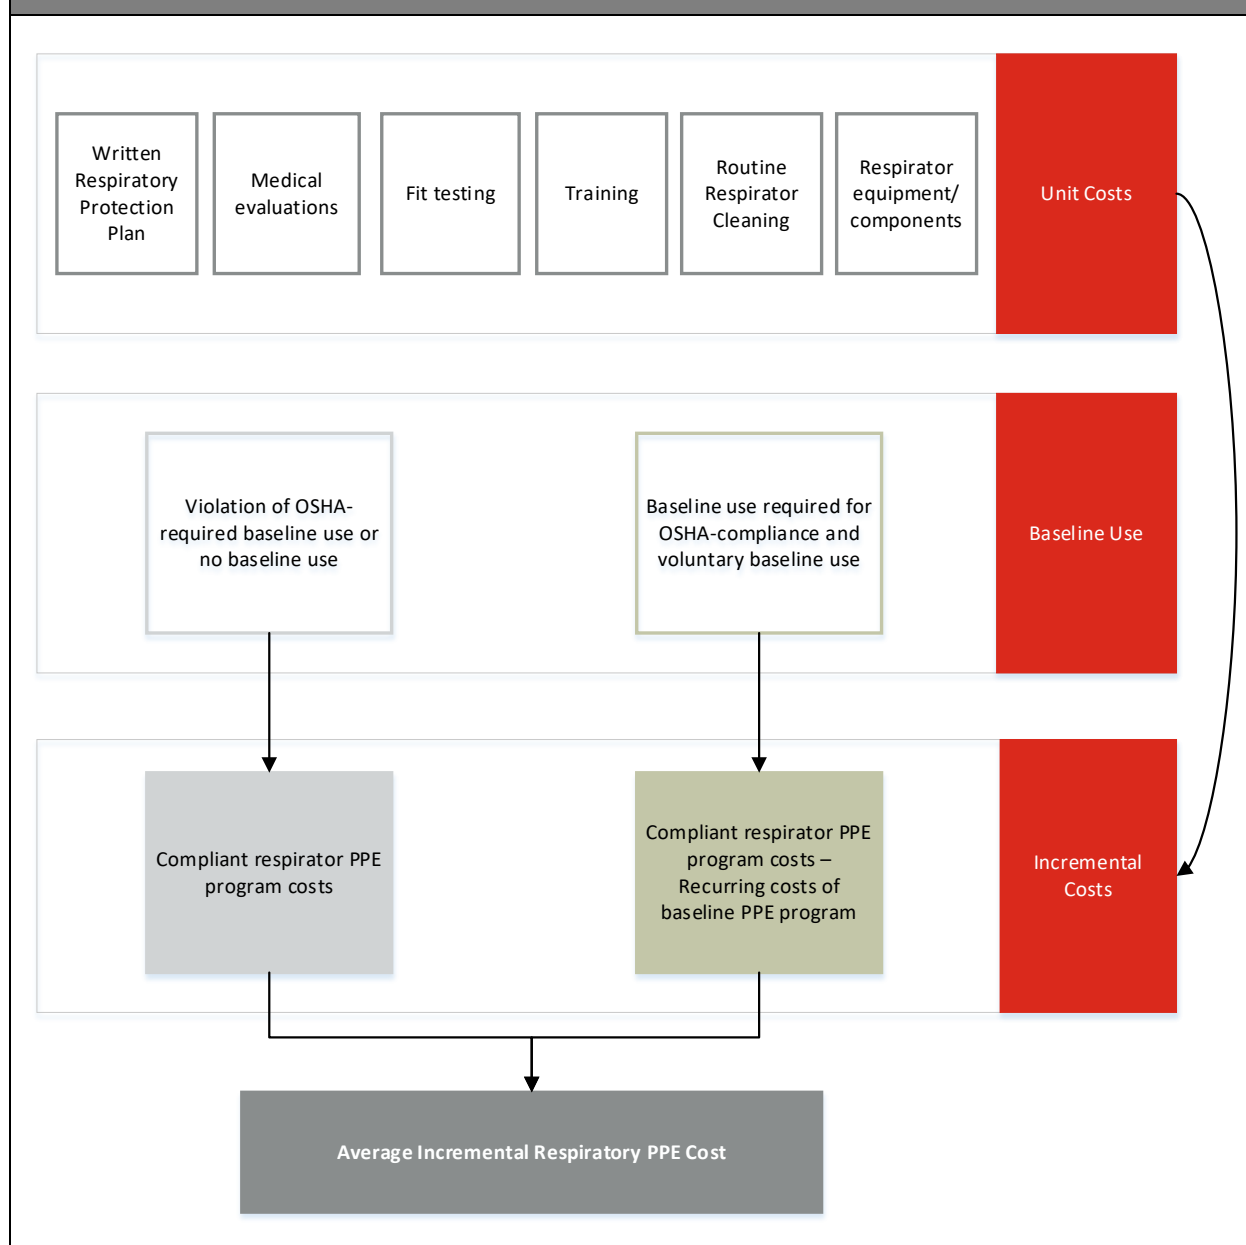 Written
Respiratory
Protection
Plan
Medical
evaluations
Fit testing
Training
Routine
Respirator
Cleaning
Respirator
equipment/
components
Unit Costs
Violation of OSHA-
required baseline use or
no baseline use
Baseline use required for
OSHA-compliance and
voluntary baseline use
Baseline Use
Compliant respirator PPE
program costs
Compliant respirator PPE
program costs –
Recurring costs of
baseline PPE program
Incremental
Costs
Average Incremental Respiratory PPE Cost